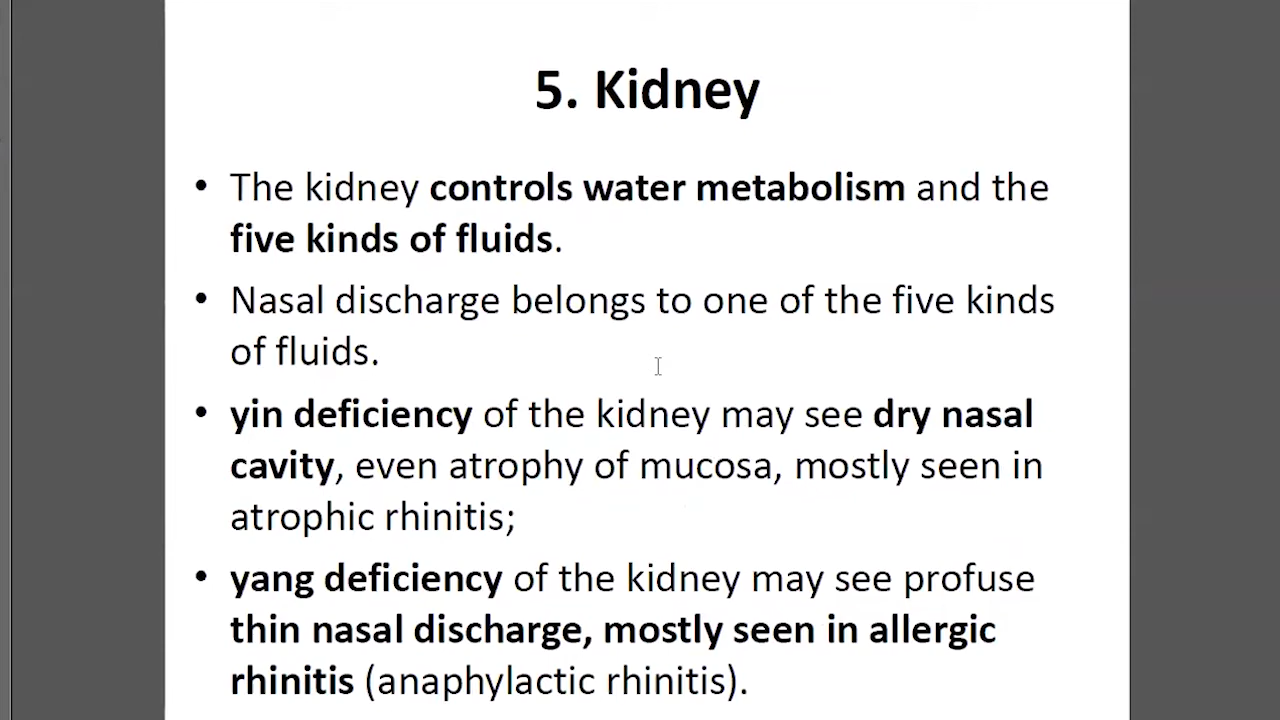 5. Kidney
• The kidney controls water metabolism and the
five kinds of fluids.
• Nasal discharge belongs to one of the five kinds
of fluids.
• yin deficiency of the kidney may see dry nasal
cavity, even atrophy of mucosa, mostly seen in
atrophic rhinitis;
• yang deficiency of the kidney may see profuse
thin nasal discharge, mostly seen in allergic
rhinitis (anaphylactic rhinitis).